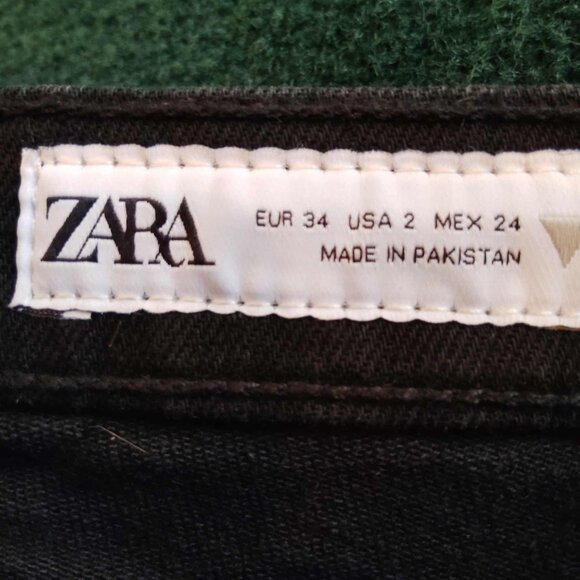 ZARA
EUR 34 USA 2 MEX 24
MADE IN PAKISTAN